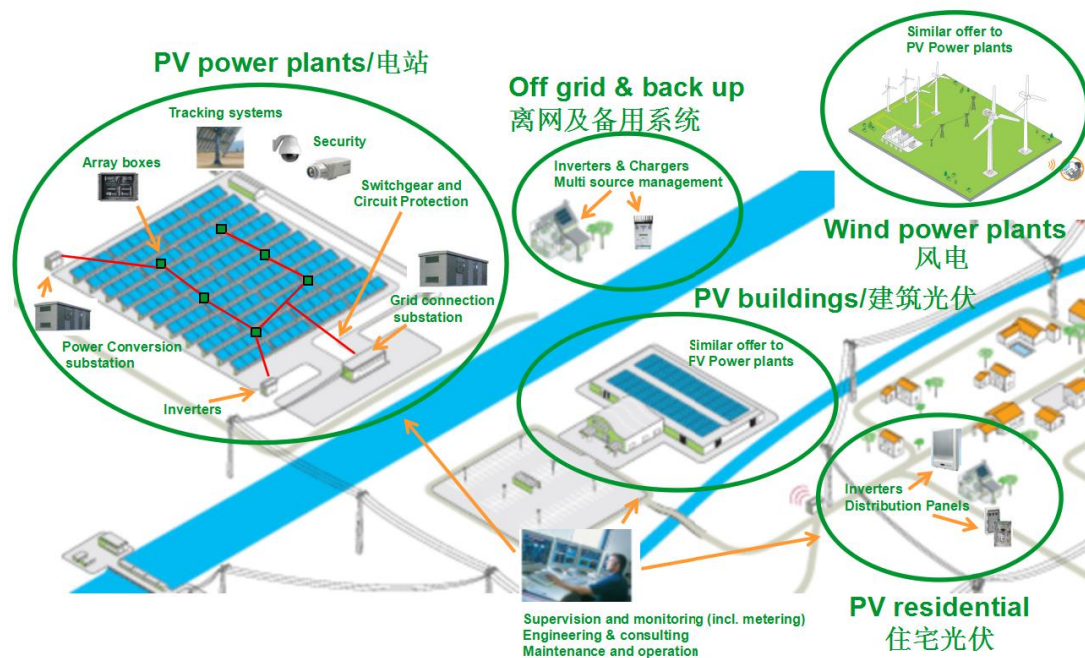 PV power plants/电站
Tracking systems
Security
Array boxes
Switchgear and
Circuit Protection
Grid connection
substation
Power Conversion
substation
Inverters
Off grid & back up
离网及备用系统
Inverters & Chargers
Multi source management
Similar offer to
PV Power plants
Wind power plants
风电
PV buildings/建筑光伏
Similar offer to
PV Power plants
Inverters
Distribution Panels
PV residential
住宅光伏
Supervision and monitoring (incl. metering)
Engineering & consulting
Maintenance and operation